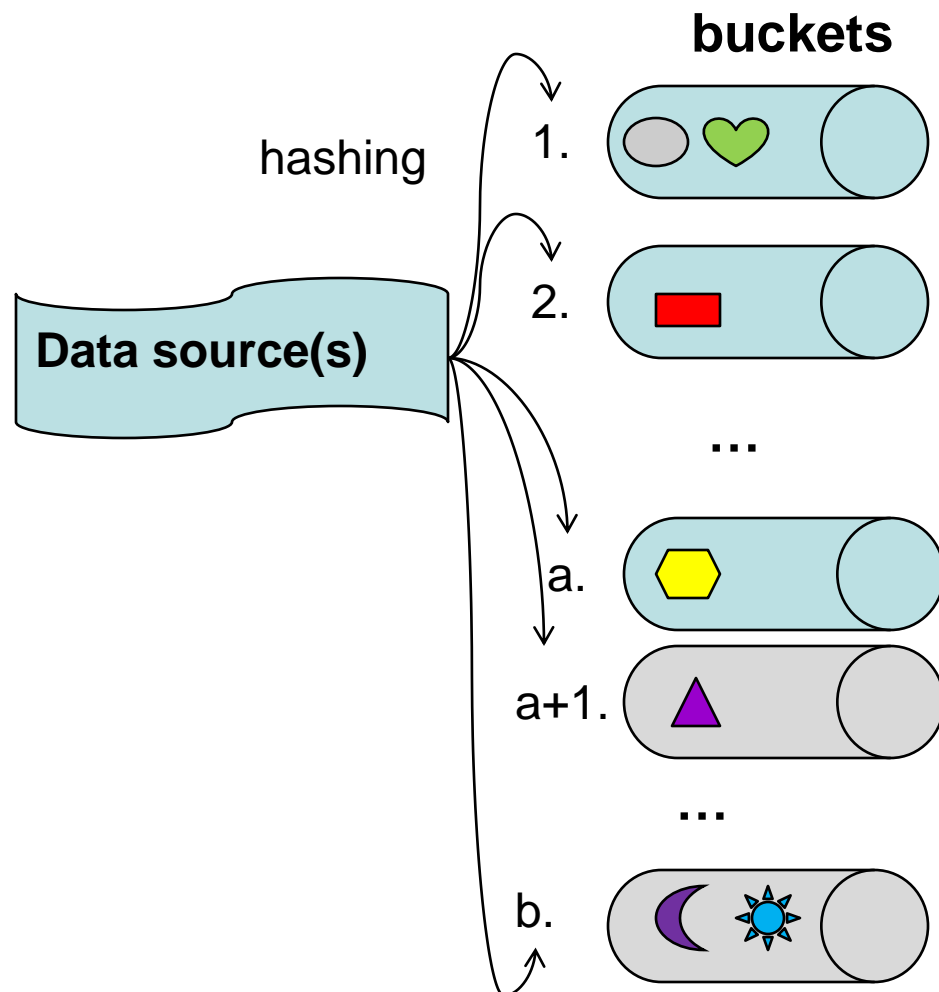 buckets
hashing
1.
2.
Data source(s)
...
a.
a+1.
...
b.